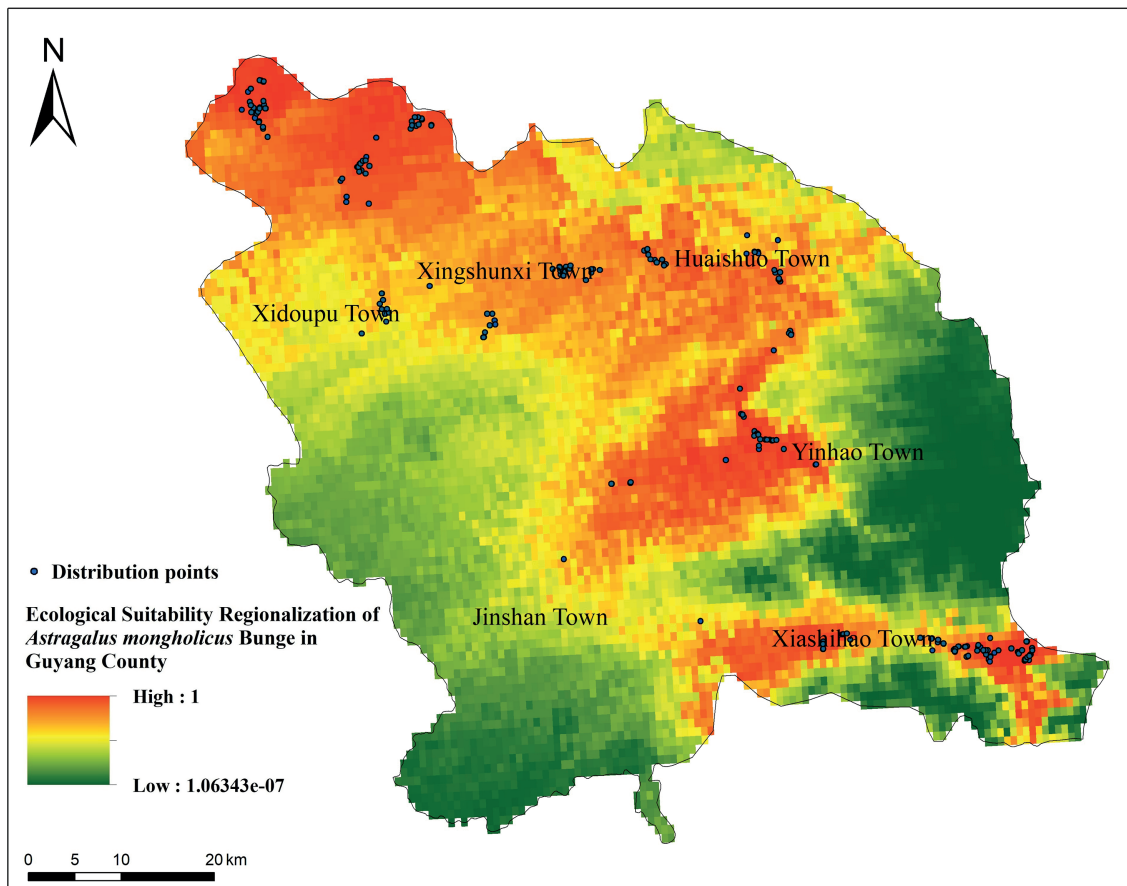 N
Huaishuo Town
Xingshunxi Town
Xidoupu Town
Yinhao Town
Distribution points
Ecological Suitability Regionalization of
Astragalus mongholicus Bunge in
Guyang County
Jinshan Town
Xiashihao Town
High : 1
Low : 1.06343e-07
0 5 10 20 km